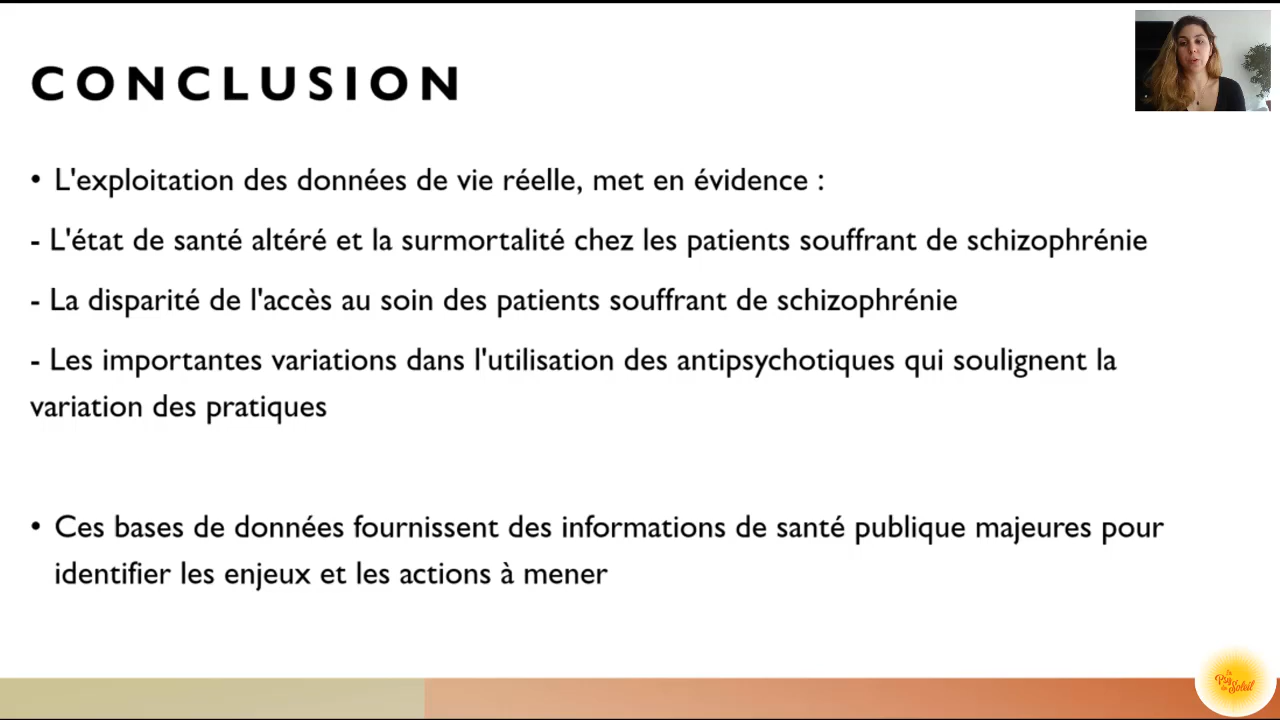 CONCLUSION
• L'exploitation des données de vie réelle, met en évidence :
- L'état de santé altéré et la surmortalité chez les patients souffrant de schizophrénie
- La disparité de l'accès au soin des patients souffrant de schizophrénie
- Les importantes variations dans l'utilisation des antipsychotiques qui soulignent la
variation des pratiques
• Ces bases de données fournissent des informations de santé publique majeures pour
identifier les enjeux et les actions à mener
Psy
Soleil